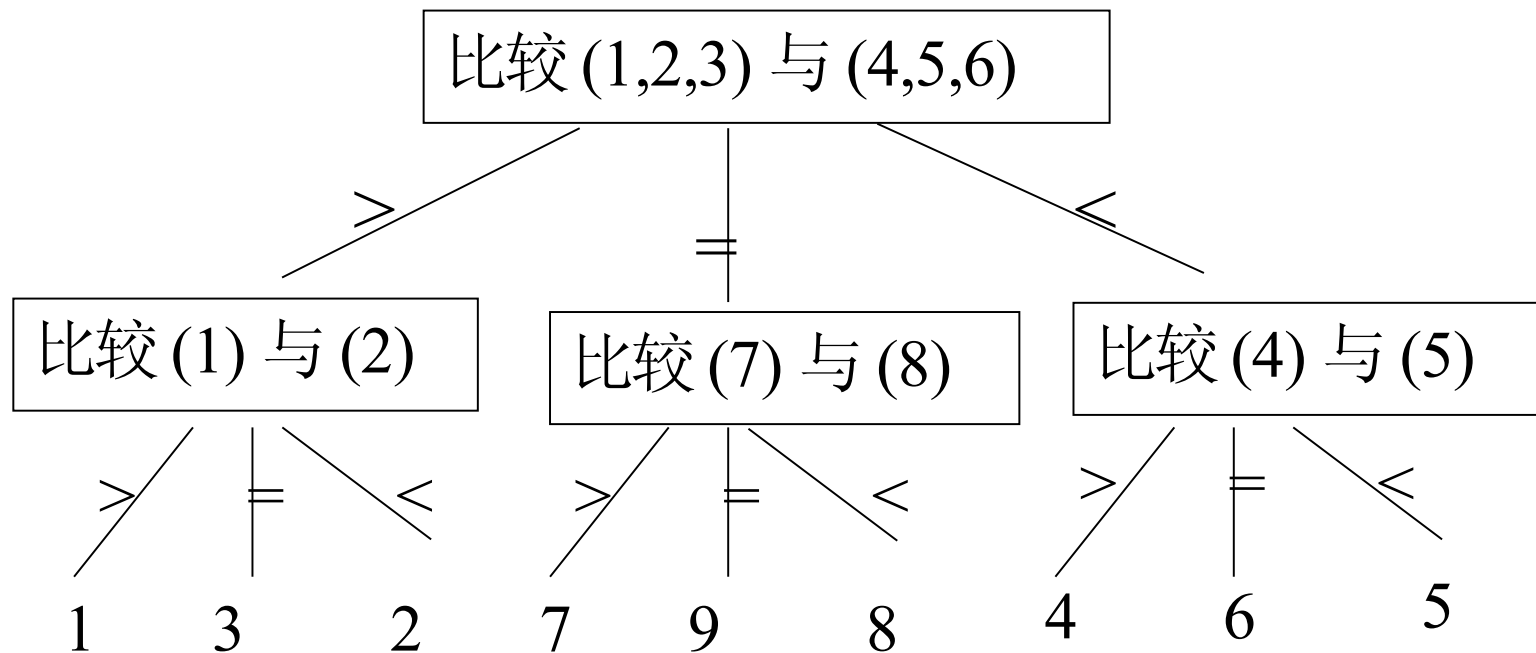 比较(1,2,3) 与 (4,5,6)
> = <
比较(1) 与 (2)
比较(7) 与 (8)
比较(4) 与 (5)
> = < > = < > = <
1 3 2 7 9 8 4 6 5